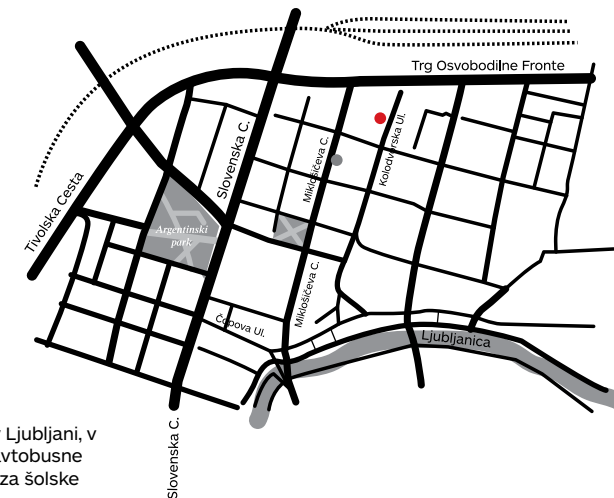 Trg Osvobodilne Fronte
Slovenska C.
Miklošičeva C.
Kolodvorska Ul.
Tivolska Cesta
Argentinski
park
Miklošičeva C.
Čopova Ul.
Ljubljanica
Slovenska C.
Ljubljani, v
avtobusne
za šolske